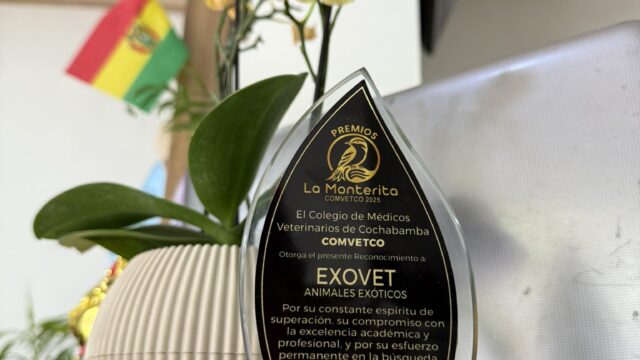 PREMIOS
La Monterita
COMVETCO 2025
El Colegio de Médicos
Veterinarios de Cochabamba
COMVETCO
Otorga el presente Reconocimiento a
EXOVET
ANIMALES EXÓTICOS
Por su constante espíritu de
superación, su compromiso con
la excelencia académica y
profesional, y por su esfuerzo
permanente en la búsqueda